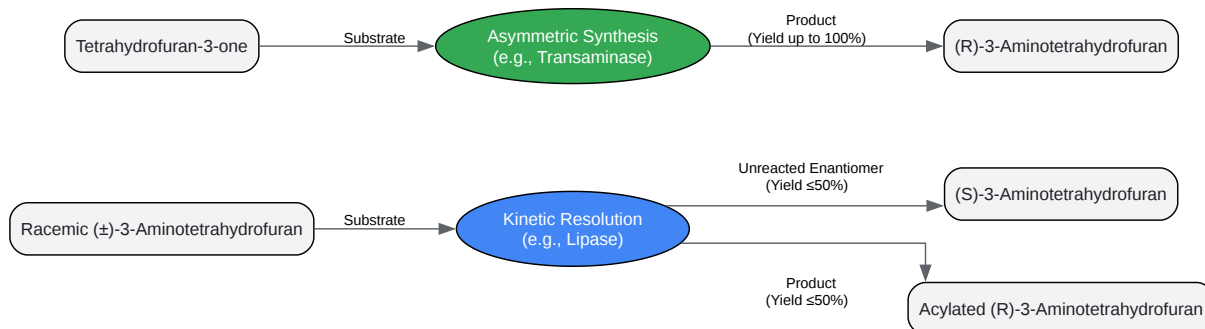 Tetrahydrofuran-3-one
Substrate
Asymmetric Synthesis
(e.g., Transaminase)
Product
(Yield up to 100%)
(R)-3-Aminotetrahydrofuran
Racemic (±)-3-Aminotetrahydrofuran
Substrate
Kinetic Resolution
(e.g., Lipase)
Unreacted Enantiomer
(Yield ≤50%)
(S)-3-Aminotetrahydrofuran
Product
(Yield ≤50%)
Acylated (R)-3-Aminotetrahydrofuran